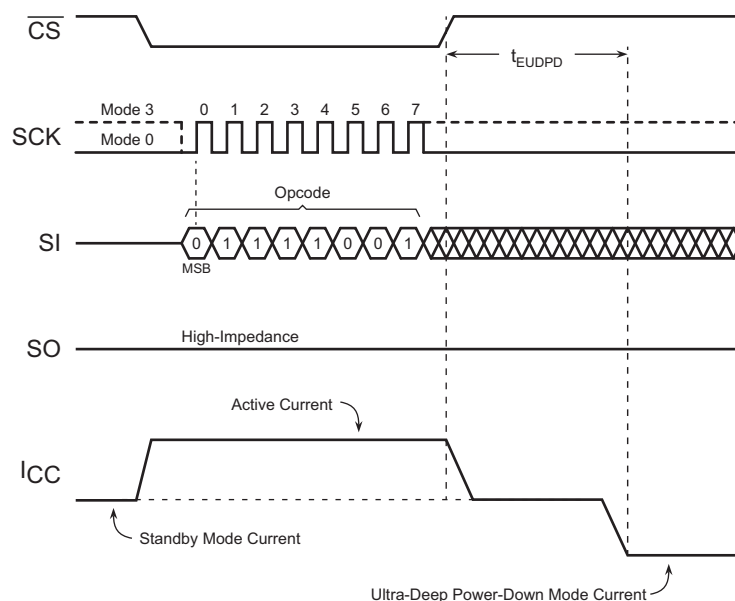 CS
tEUDPD
Mode 3
0 1 2 3 4 5 6 7
SCK
Mode 0
Opcode
SI
0 1 1 1 1 0 0 1
MSB
High-Impedance
SO
Active Current
ICC
Standby Mode Current
Ultra-Deep Power-Down Mode Current